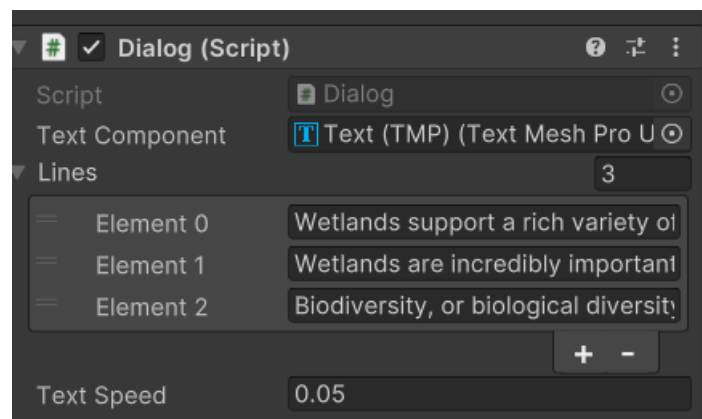 Dialog (Script)
Script Dialog
Text Component Text (TMP) (Text Mesh Pro U
Lines 3
Element 0 Wetlands support a rich variety of
Element 1 Wetlands are incredibly important
Element 2 Biodiversity, or biological diversity
+ -
Text Speed 0.05